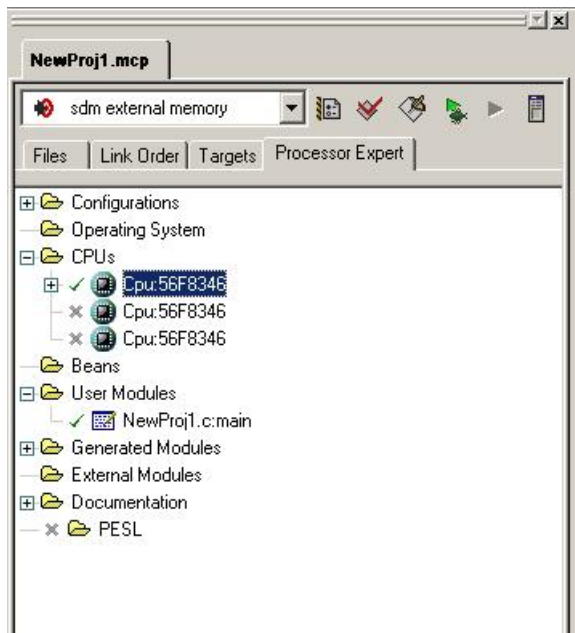 NewProj1.mcp
sdm external memory
Files Link Order Targets Processor Expert
Configurations
Operating System
CPUs
Cpu:56F8346
Cpu:56F8346
Cpu:56F8346
Beans
User Modules
NewProj1.c:main
Generated Modules
External Modules
Documentation
PESL